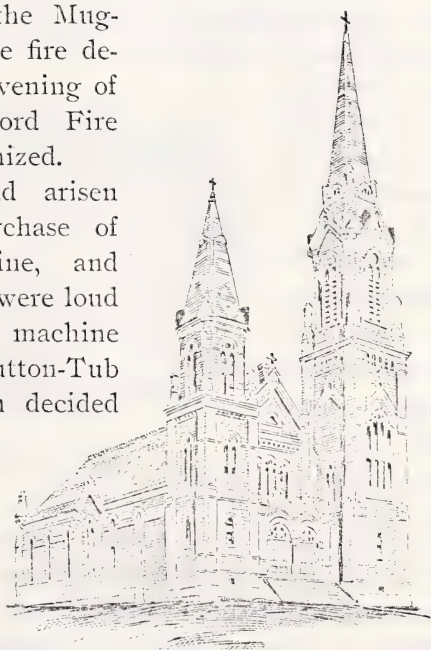 the Mug-
e fire de-
vening of
ord Fire
nized.
d arisen
rchase of
ine, and
were loud
machine
utton-Tub
n decided